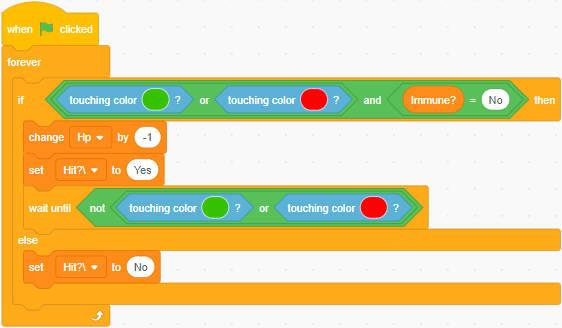 when clicked
forever
if touching color ? or touching color ? and Immune? = No then
change Hp by -1
set Hit?\ to Yes
wait until not touching color ? or touching color ?
else
set Hit?\ to No